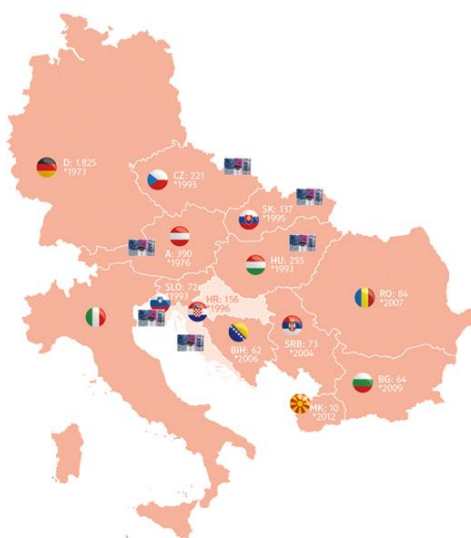 D: 1.825
*1973
CZ: 221
*1993
SK: 137
*1995
A: 390
*1976
HU: 255
*1993
SLO: 72
*1993
HR: 156
*1996
RO: 84
*2007
BiH: 62
*2006
SRB: 73
*2004
BG: 64
*2009
MK: 10
*2012